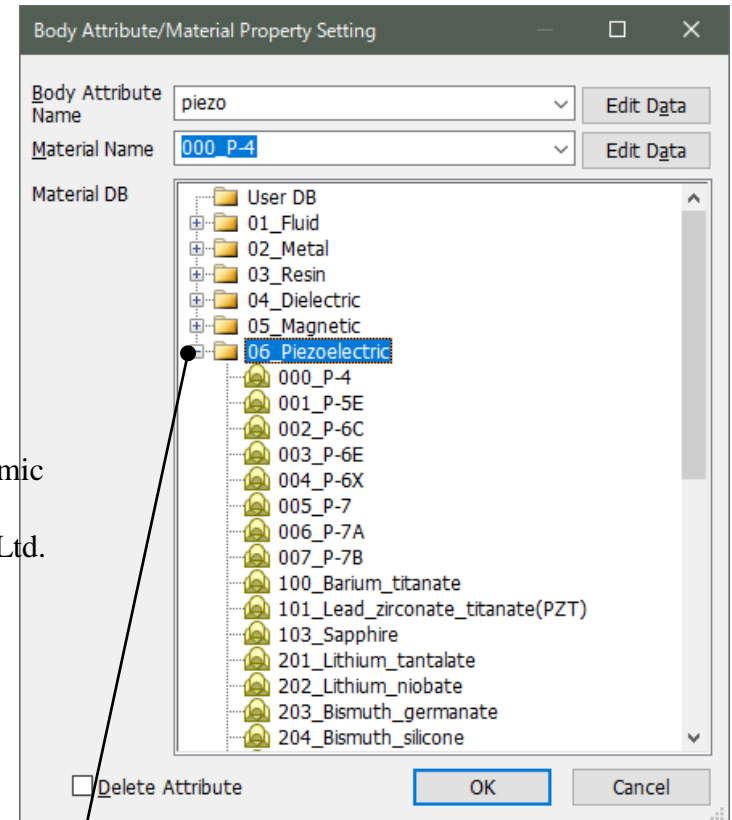 Body Attribute/Material Property Setting
Body Attribute Name
piezo
Edit Data
Material Name
000_P-4
Edit Data
Material DB
User DB
01_Fluid
02_Metal
03_Resin
04_Dielectric
05_Magnetic
06_Piezoelectric
000_P-4
001_P-5E
002_P-6C
003_P-6E
004_P-6X
005_P-7
006_P-7A
007_P-7B
100_Barium_titanate
101_Lead_zirconate_titanate(PZT)
103_Sapphire
201_Lithium_tantalate
202_Lithium_niobate
203_Bismuth_germanate
204_Bismuth_silicone
mic
Ltd.
Delete Attribute
OK
Cancel